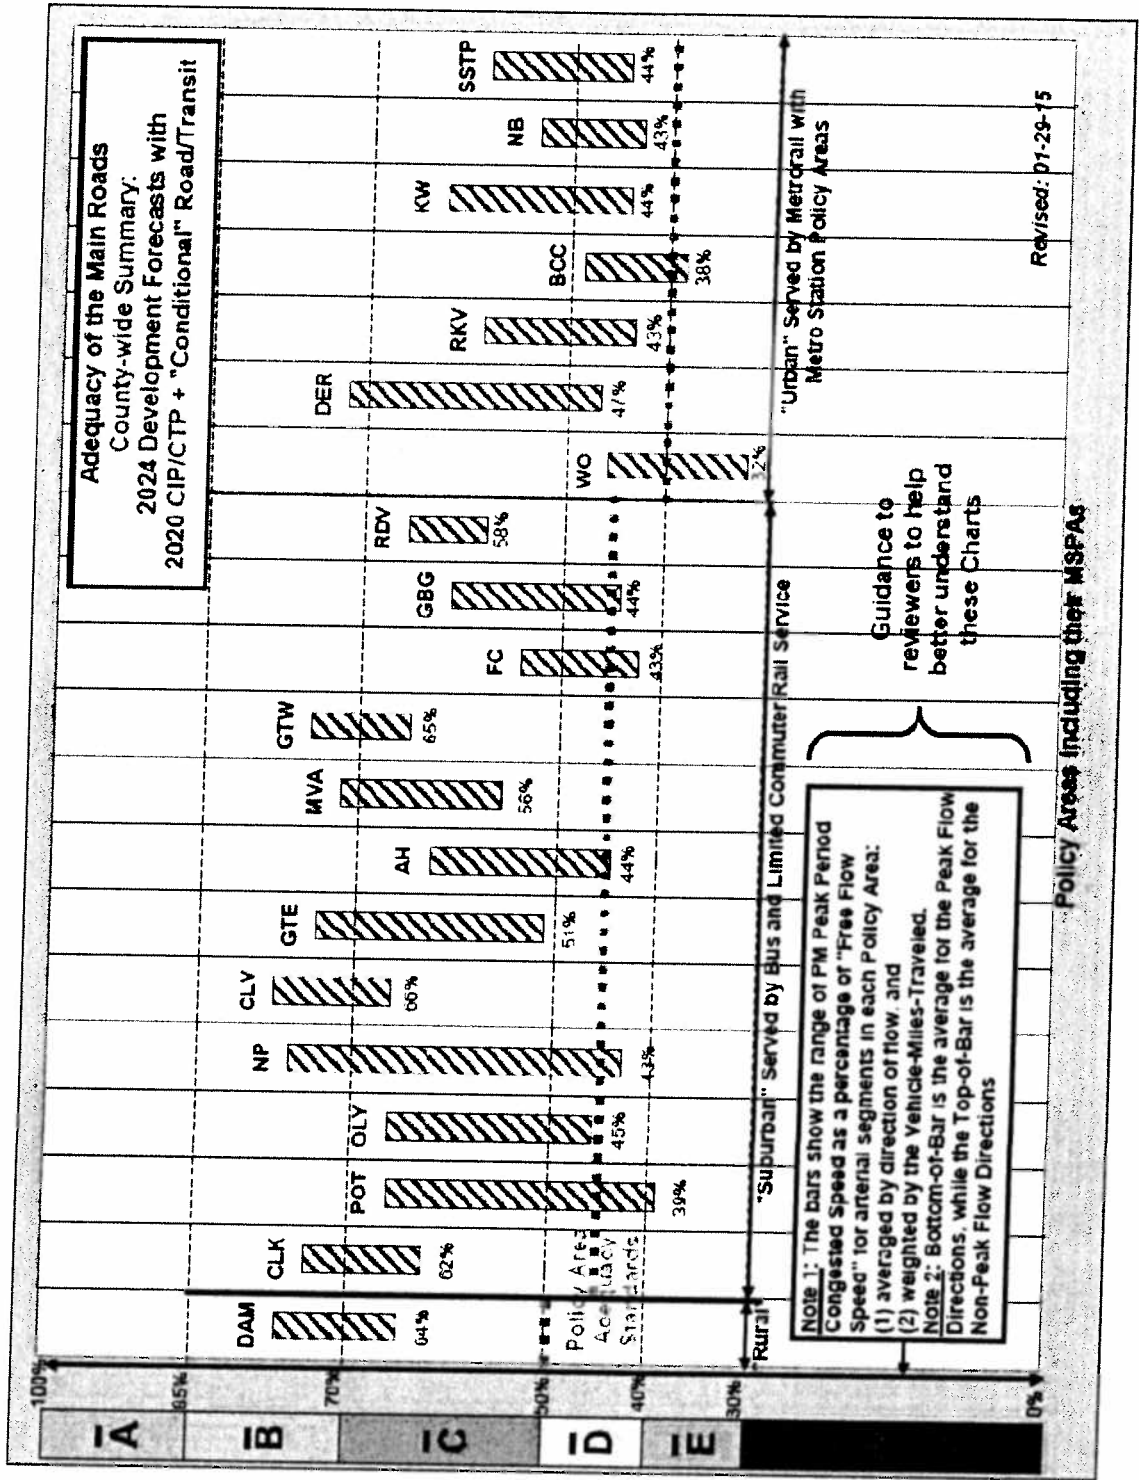 Adequacy of the Main Roads
County-wide Summary:
2024 Development Forecasts with
2020 CIP/CTP + "Conditional" Road/Transit
100%
85%
70%
50%
40%
30%
0%
A
B
C
D
E
DAM
64%
CLK
62%
POT
39%
OLY
45%
NP
43%
CLV
66%
GTE
51%
AH
44%
MVA
56%
GTW
65%
FC
43%
GBG
44%
RDV
58%
WO
32%
DER
47%
RKV
43%
BCC
38%
KW
44%
NB
43%
SSTP
44%
Policy Area
Adequacy
Standards
"Rural"
"Suburban" Served by Bus and Limited Commuter Rail Service
"Urban" Served by Metrorail with
Metro Station Policy Areas
Note 1: The bars show the range of PM Peak Period
Congested Speed as a percentage of "Free Flow
Speed" for arterial segments in each Policy Area:
(1) averaged by direction of flow, and
(2) weighted by the Vehicle-Miles-Traveled.
Note 2: Bottom-of-Bar is the average for the Peak Flow
Directions, while the Top-of-Bar is the average for the
Non-Peak Flow Directions
Guidance to
reviewers to help
better understand
these Charts
Revised: 01-29-15
Policy Areas Including their MSPAs